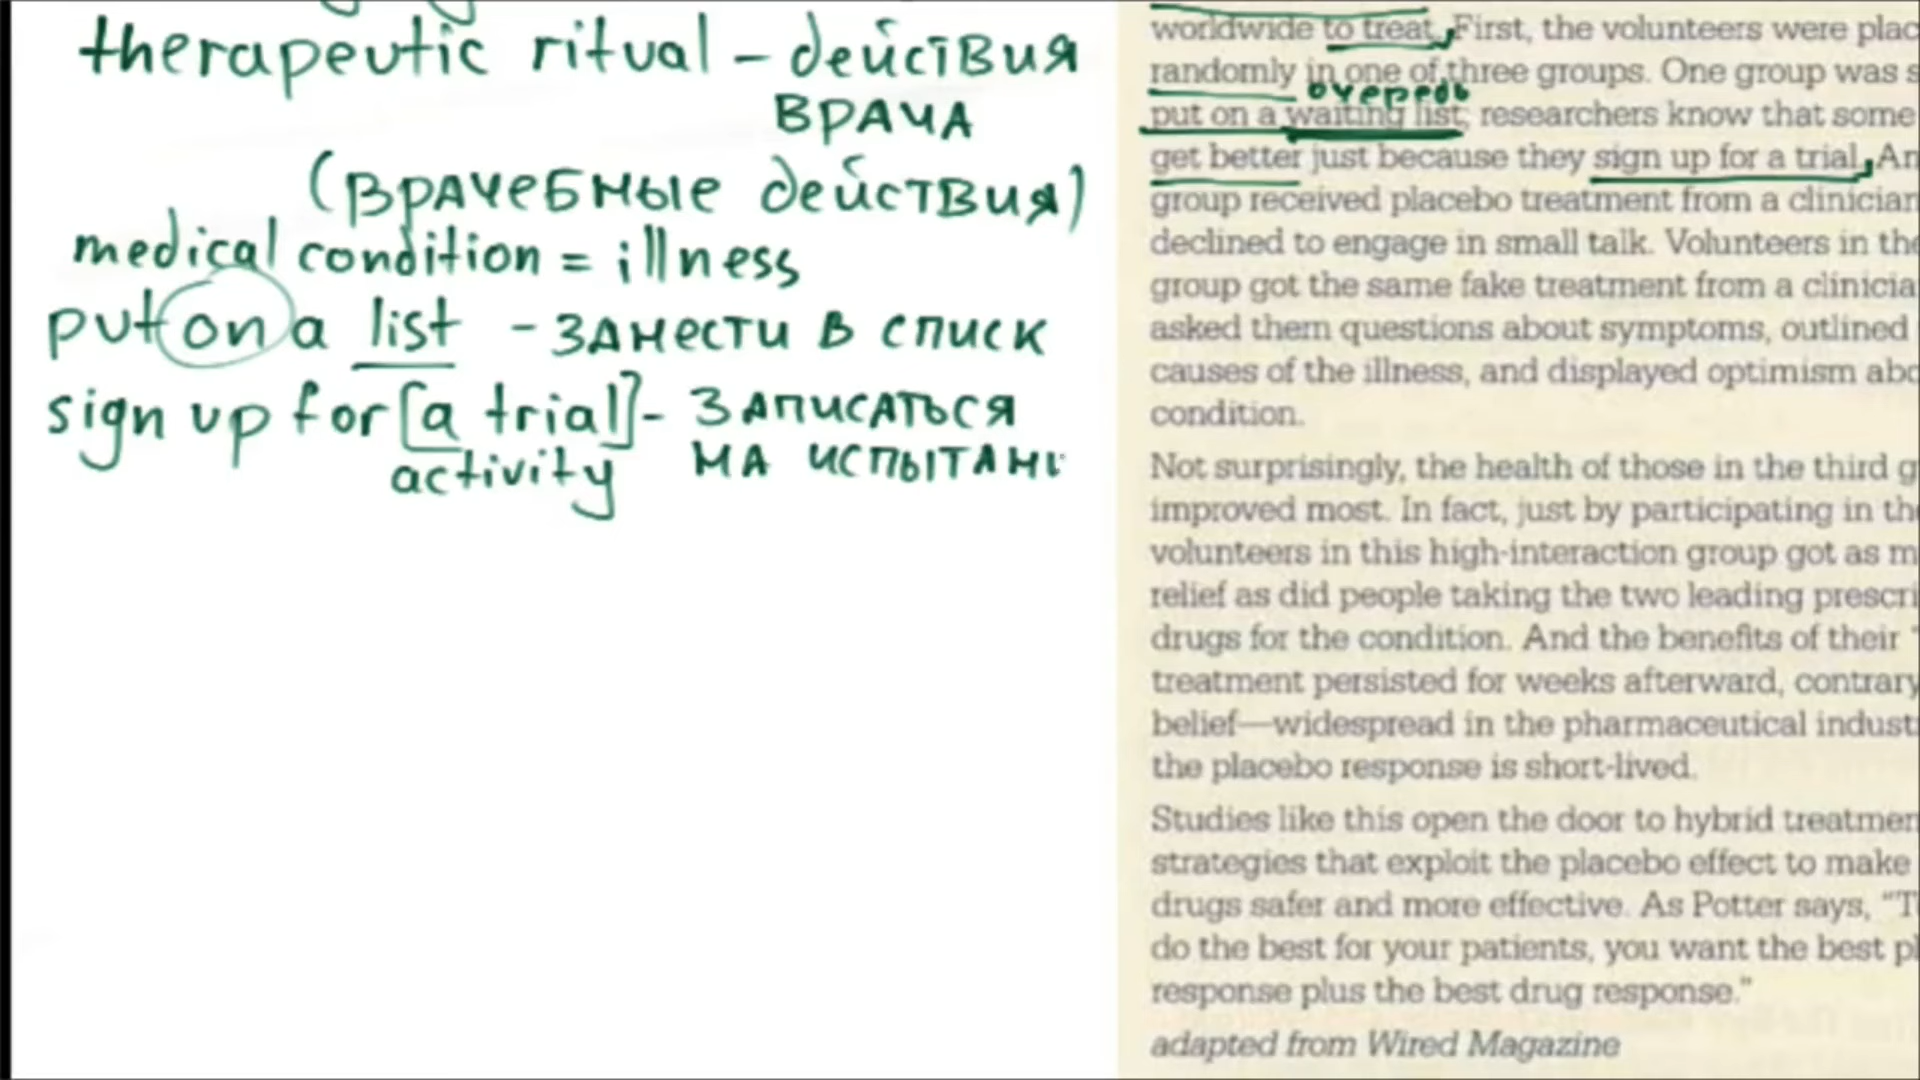 therapeutic ritual - действия
врача
(врачебные действия)
medical condition = illness
put on a list - занести в списк
sign up for [a trial] - записаться
activity на испытани
worldwide to treat. First, the volunteers were plac
randomly in one of three groups. One group was s
очередь
put on a waiting list; researchers know that some
get better just because they sign up for a trial. An
group received placebo treatment from a clinician
declined to engage in small talk. Volunteers in the
group got the same fake treatment from a clinicia
asked them questions about symptoms, outlined
causes of the illness, and displayed optimism abo
condition.
Not surprisingly, the health of those in the third g
improved most. In fact, just by participating in the
volunteers in this high-interaction group got as m
relief as did people taking the two leading prescri
drugs for the condition. And the benefits of their "
treatment persisted for weeks afterward, contrary
belief—widespread in the pharmaceutical indust
the placebo response is short-lived.
Studies like this open the door to hybrid treatmen
strategies that exploit the placebo effect to make
drugs safer and more effective. As Potter says, "T
do the best for your patients, you want the best pl
response plus the best drug response."
adapted from Wired Magazine